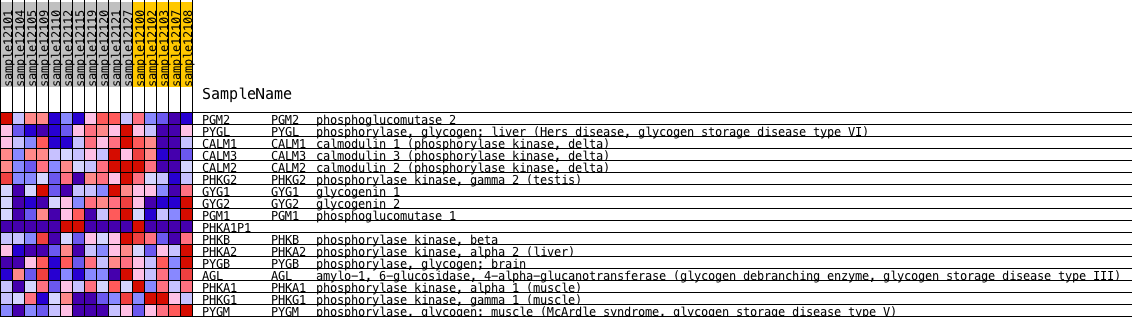 sample12101
sample12104
sample12105
sample12109
sample12110
sample12112
sample12115
sample12119
sample12120
sample12121
sample12127
sample12100
sample12102
sample12103
sample12107
sample12108
SampleName
PGM2 PGM2 phosphoglucomutase 2
PYGL PYGL phosphorylase, glycogen; liver (Hers disease, glycogen storage disease type VI)
CALM1 CALM1 calmodulin 1 (phosphorylase kinase, delta)
CALM3 CALM3 calmodulin 3 (phosphorylase kinase, delta)
CALM2 CALM2 calmodulin 2 (phosphorylase kinase, delta)
PHKG2 PHKG2 phosphorylase kinase, gamma 2 (testis)
GYG1 GYG1 glycogenin 1
GYG2 GYG2 glycogenin 2
PGM1 PGM1 phosphoglucomutase 1
PHKA1P1
PHKB PHKB phosphorylase kinase, beta
PHKA2 PHKA2 phosphorylase kinase, alpha 2 (liver)
PYGB PYGB phosphorylase, glycogen; brain
AGL AGL amylo-1, 6-glucosidase, 4-alpha-glucanotransferase (glycogen debranching enzyme, glycogen storage disease type III)
PHKA1 PHKA1 phosphorylase kinase, alpha 1 (muscle)
PHKG1 PHKG1 phosphorylase kinase, gamma 1 (muscle)
PYGM PYGM phosphorylase, glycogen; muscle (McArdle syndrome, glycogen storage disease type V)